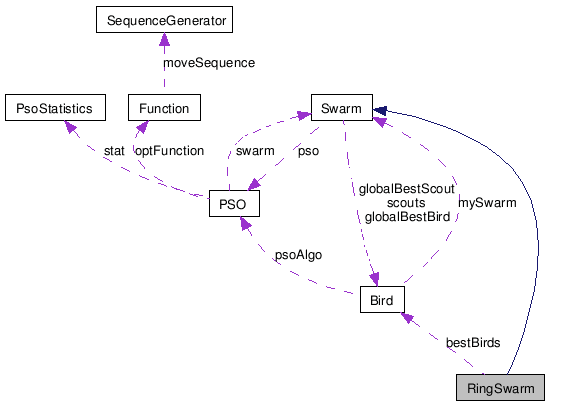 SequenceGenerator
moveSequence
PsoStatistics
Function
Swarm
stat
optFunction
swarm
pso
globalBestScout
scouts
globalBestBird
mySwarm
PSO
psoAlgo
Bird
bestBirds
RingSwarm